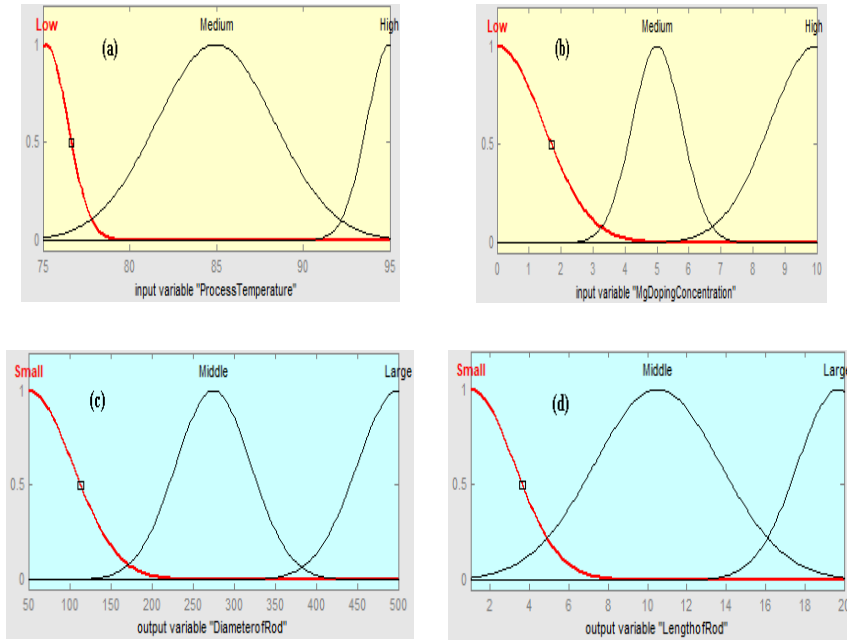 Low Medium High
(a)
1
0.5
0
75 80 85 90 95
input variable "ProcessTemperature"
Low Medium High
(b)
1
0.5
0
0 1 2 3 4 5 6 7 8 9 10
input variable "MgDopingConcentration"
Small Middle Large
(c)
1
0.5
0
50 100 150 200 250 300 350 400 450 500
output variable "DiameterofRod"
Small Middle Large
(d)
1
0.5
0
2 4 6 8 10 12 14 16 18 20
output variable "LengthofRod"